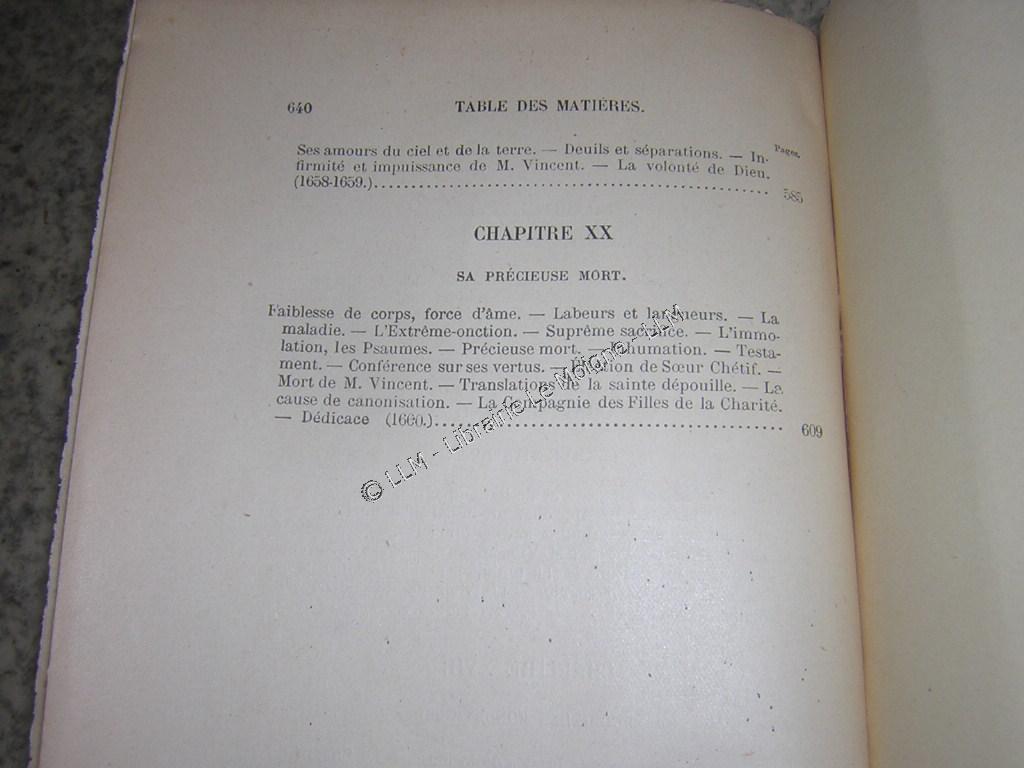 640 TABLE DES MATIÈRES.
Pages.
Ses amours du ciel et de la terre. — Deuils et séparations. — In-
firmité et impuissance de M. Vincent. — La volonté de Dieu.
(1658-1659.) 585
CHAPITRE XX
SA PRÉCIEUSE MORT.
Faiblesse de corps, force d'âme. — Labeurs et langueurs. — La
maladie. — L'Extrême-onction. — Suprême sacrifice. — L'immo-
lation, les Psaumes. — Précieuse mort. — Inhumation. — Testa-
ment. — Conférence sur ses vertus. — Élection de Sœur Chétif. —
Mort de M. Vincent. — Translations de la sainte dépouille. — La
cause de canonisation. — La Compagnie des Filles de la Charité.
— Dédicace (1660.) 609
© LLM - Librairie Le Moigne - LLM